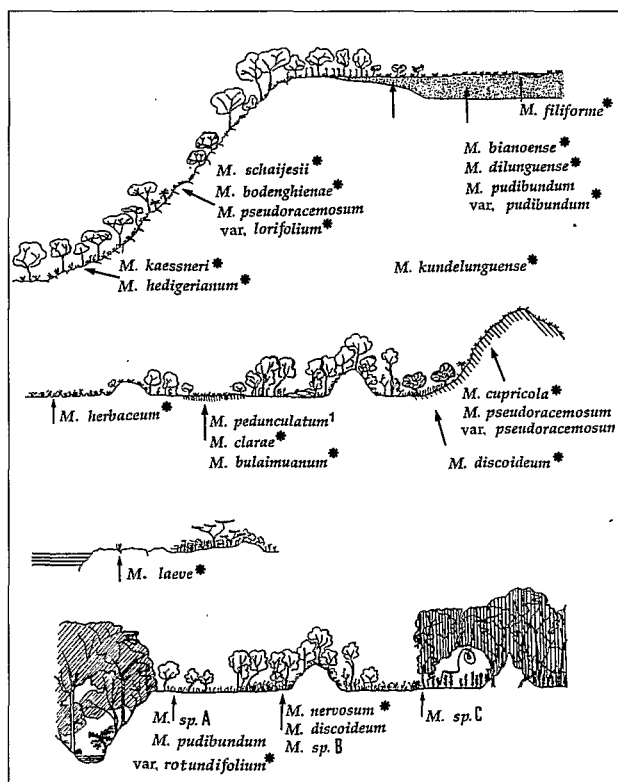 M. filiforme*
M. bianoense*
M. dilunguense*
M. pudibundum
var. pudibundum*
M. schaijesii*
M. bodenghienae*
M. pseudoracemosum
var. lorifolium*
M. kaessneri*
M. hedigerianum*
M. kundelunguense*
M. herbaceum*
M. pedunculatum¹
M. clarae*
M. bulaimuanum*
M. cupricola*
M. pseudoracemosum
var. pseudoracemosum
M. discoideum*
M. laeve*
M. sp. A
M. pudibundum
var. rotundifolium*
M. nervosum*
M. discoideum
M. sp. B
M. sp. C